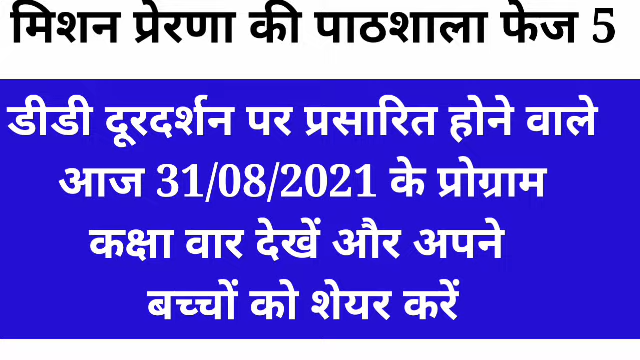 मिशन प्रेरणा की पाठशाला फेज 5
डीडी दूरदर्शन पर प्रसारित होने वाले
आज 31/08/2021 के प्रोग्राम
कक्षा वार देखें और अपने
बच्चों को शेयर करें